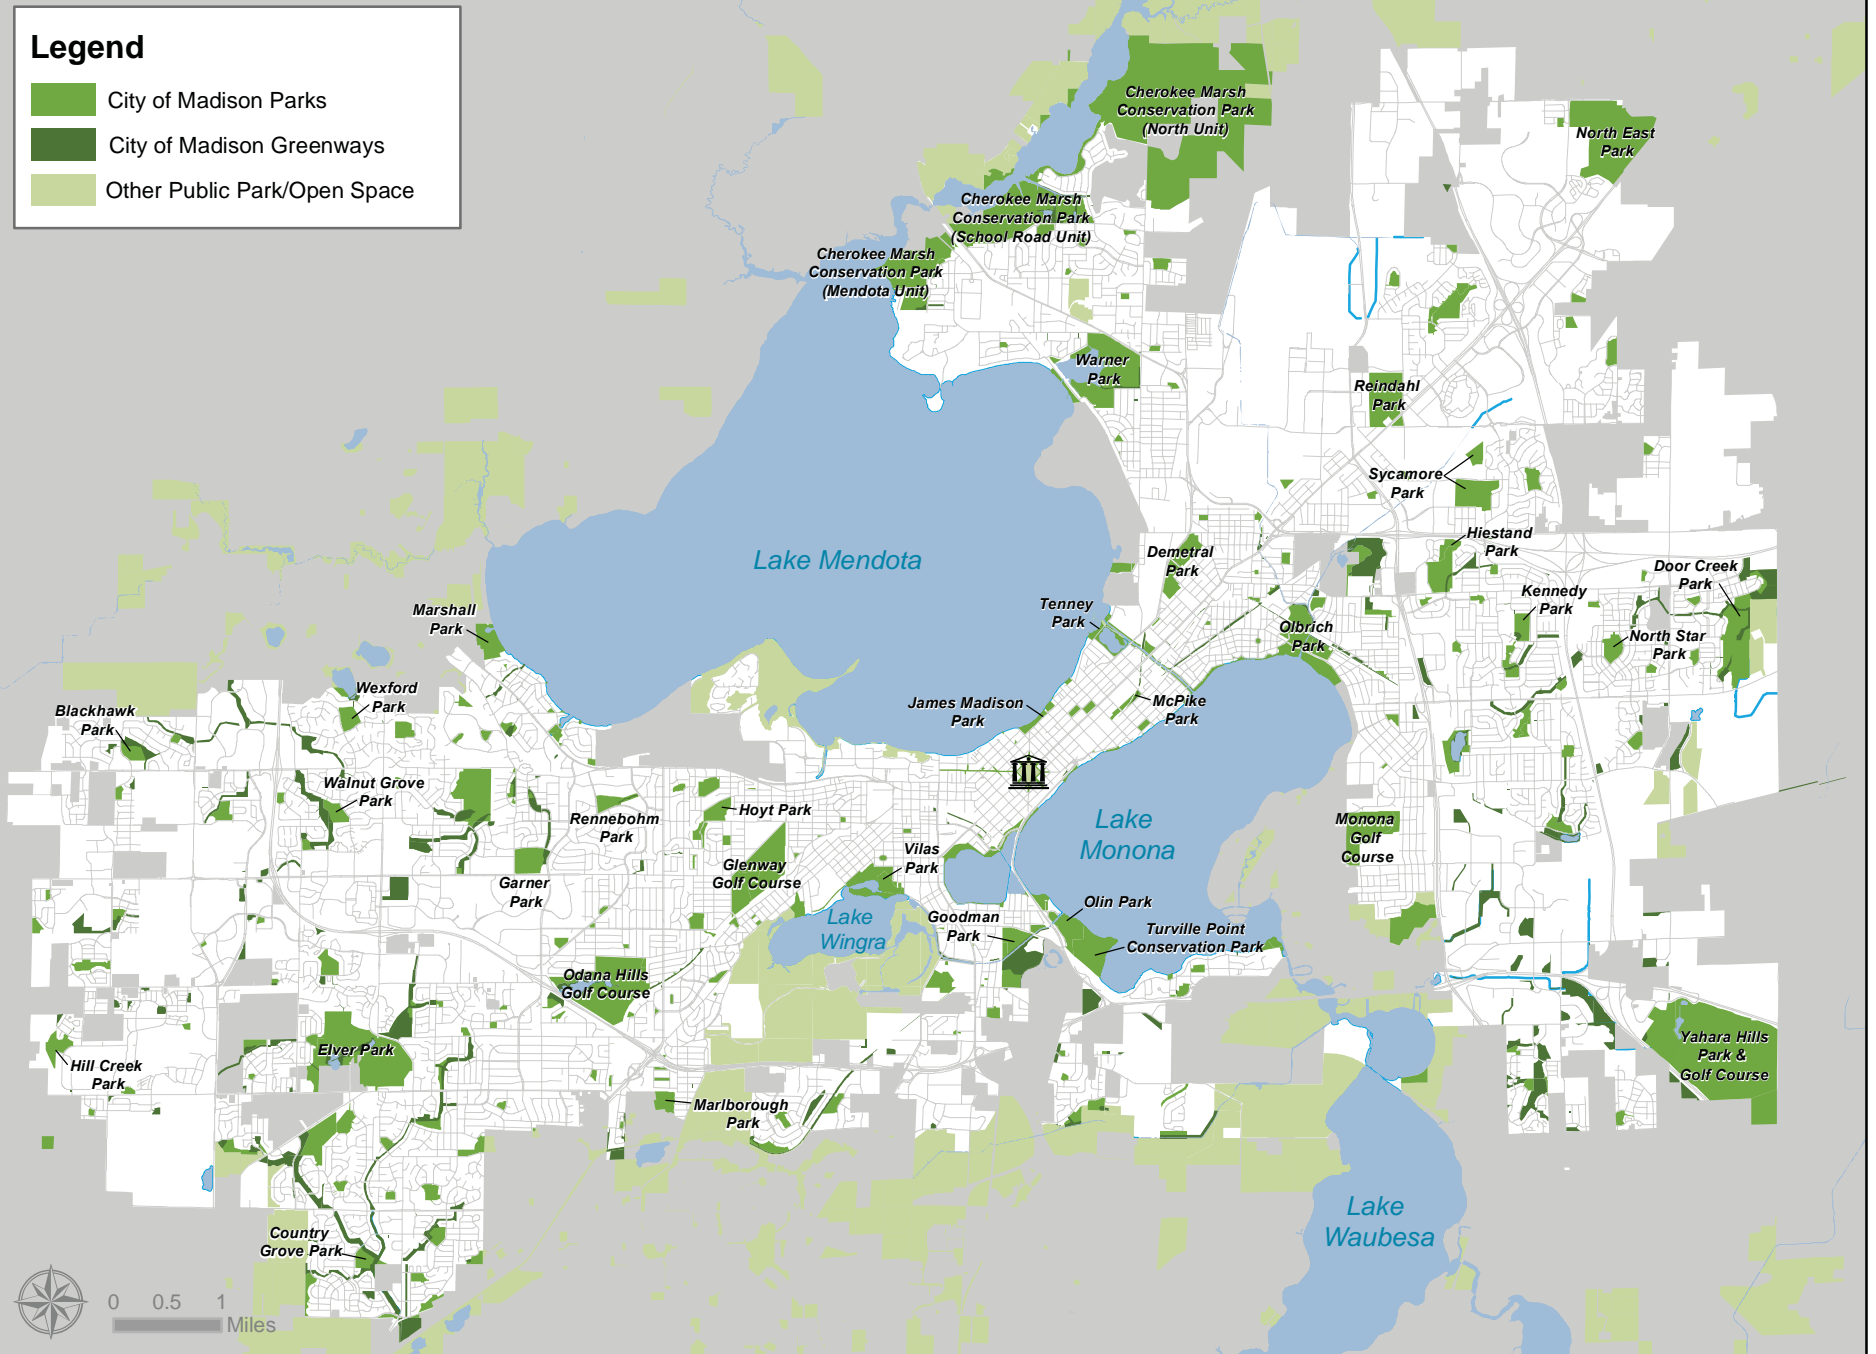 Legend
City of Madison Parks
City of Madison Greenways
Other Public Park/Open Space
Cherokee Marsh
Conservation Park
(North Unit)
North East
Park
Cherokee Marsh
Conservation Park
(School Road Unit)
Cherokee Marsh
Conservation Park
(Mendota Unit)
Warner
Park
Reindahl
Park
Sycamore
Park
Hiestand
Park
Lake Mendota
Demetral
Park
Door Creek
Park
Kennedy
Park
Marshall
Park
Tenney
Park
Olbrich
Park
North Star
Park
Wexford
Park
Blackhawk
Park
James Madison
Park
McPike
Park
Walnut Grove
Park
Hoyt Park
Rennebohm
Park
Lake
Monona
Monona
Golf
Course
Vilas
Park
Glenway
Golf Course
Garner
Park
Olin Park
Lake
Wingra
Goodman
Park
Turville Point
Conservation Park
Odana Hills
Golf Course
Elver Park
Hill Creek
Park
Yahara Hills
Park &
Golf Course
Marlborough
Park
Lake
Waubesa
Country
Grove Park
0 0.5 1
Miles